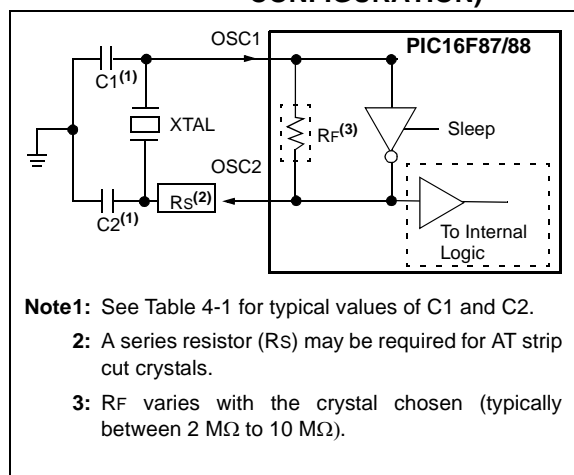 CONFIGURATION)
OSC1
PIC16F87/88
C1(1)
XTAL
RF(3)
Sleep
OSC2
RS(2)
C2(1)
To Internal
Logic
Note1: See Table 4-1 for typical values of C1 and C2.
2: A series resistor (RS) may be required for AT strip
cut crystals.
3: RF varies with the crystal chosen (typically
between 2 MΩ to 10 MΩ).